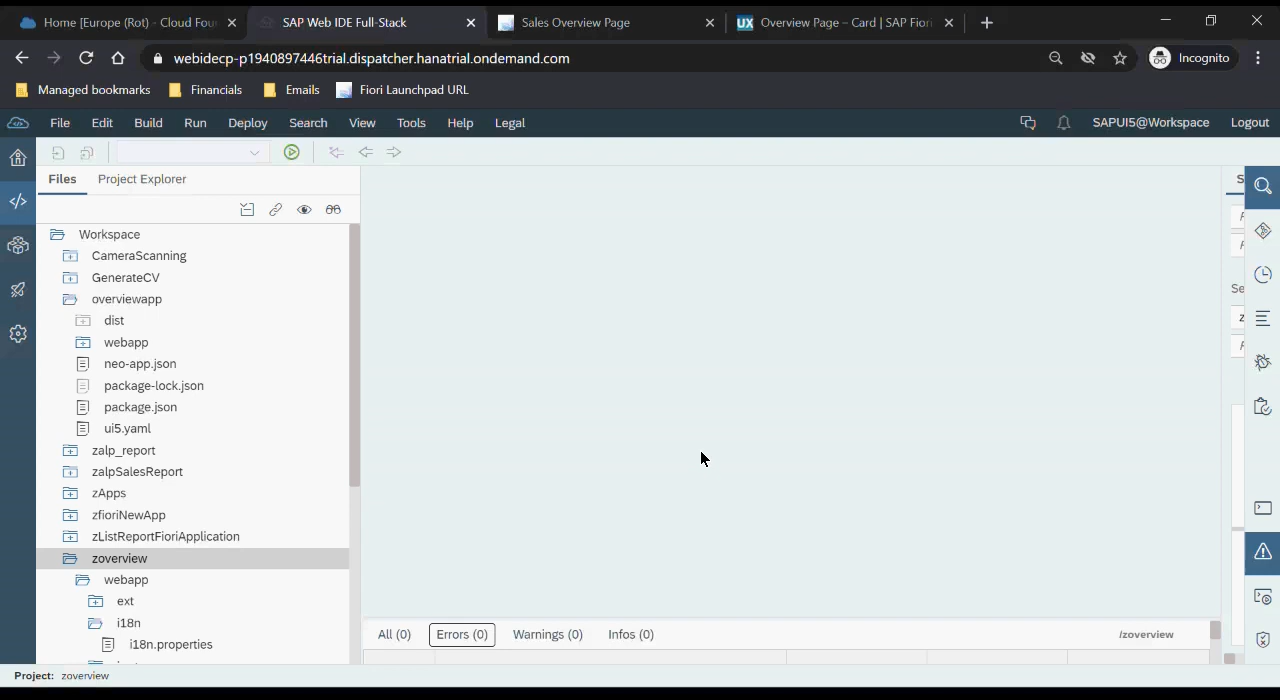 Home [Europe (Rot) - Cloud Fou
SAP Web IDE Full-Stack
Sales Overview Page
UX
Overview Page – Card | SAP Fiori
webidecp-p1940897446trial.dispatcher.hanatrial.ondemand.com
Incognito
Managed bookmarks
Financials
Emails
Fiori Launchpad URL
File
Edit
Build
Run
Deploy
Search
View
Tools
Help
Legal
SAPUI5@Workspace
Logout
Files
Project Explorer
Workspace
CameraScanning
GenerateCV
overviewapp
dist
webapp
neo-app.json
package-lock.json
package.json
ui5.yaml
zalp_report
zalpSalesReport
zApps
zfioriNewApp
zListReportFioriApplication
zoverview
webapp
ext
i18n
i18n.properties
Se
All (0)
Errors (0)
Warnings (0)
Infos (0)
/zoverview
Project: zoverview